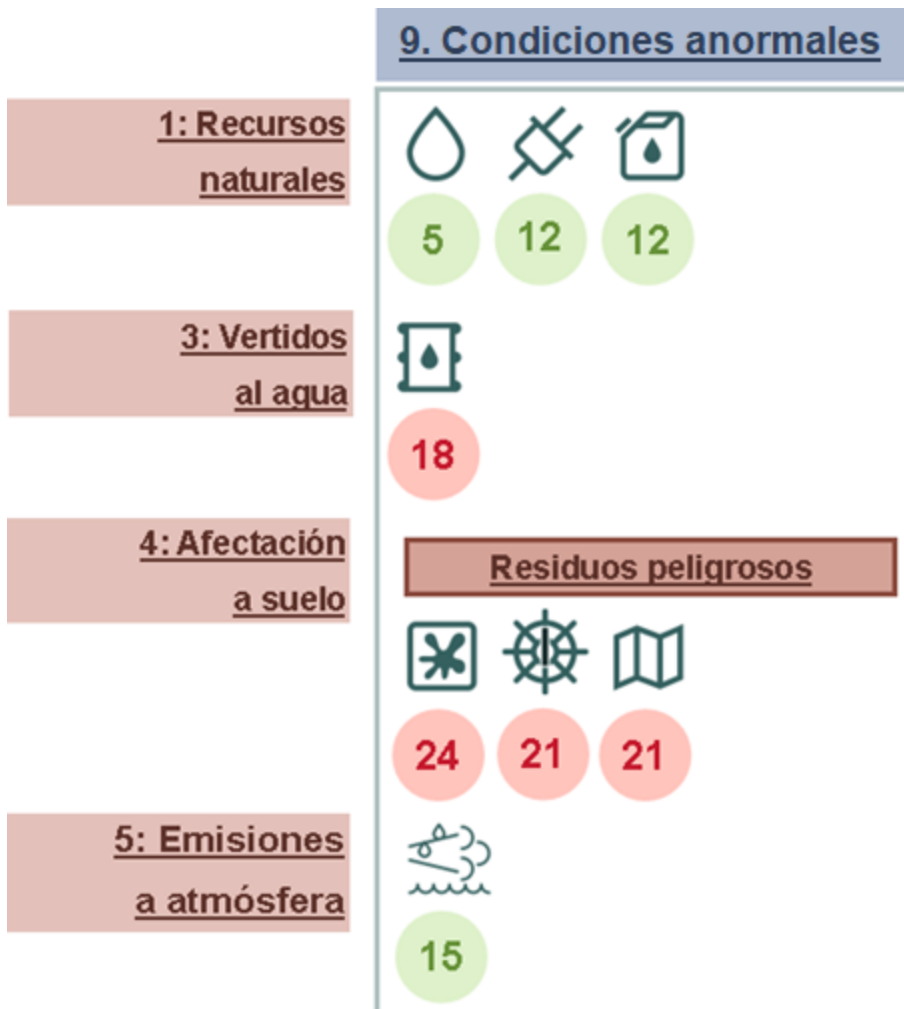 9. Condiciones anormales
1: Recursos
naturales
5 12 12
3: Vertidos
al agua
18
4: Afectación
a suelo
Residuos peligrosos
24 21 21
5: Emisiones
a atmósfera
15